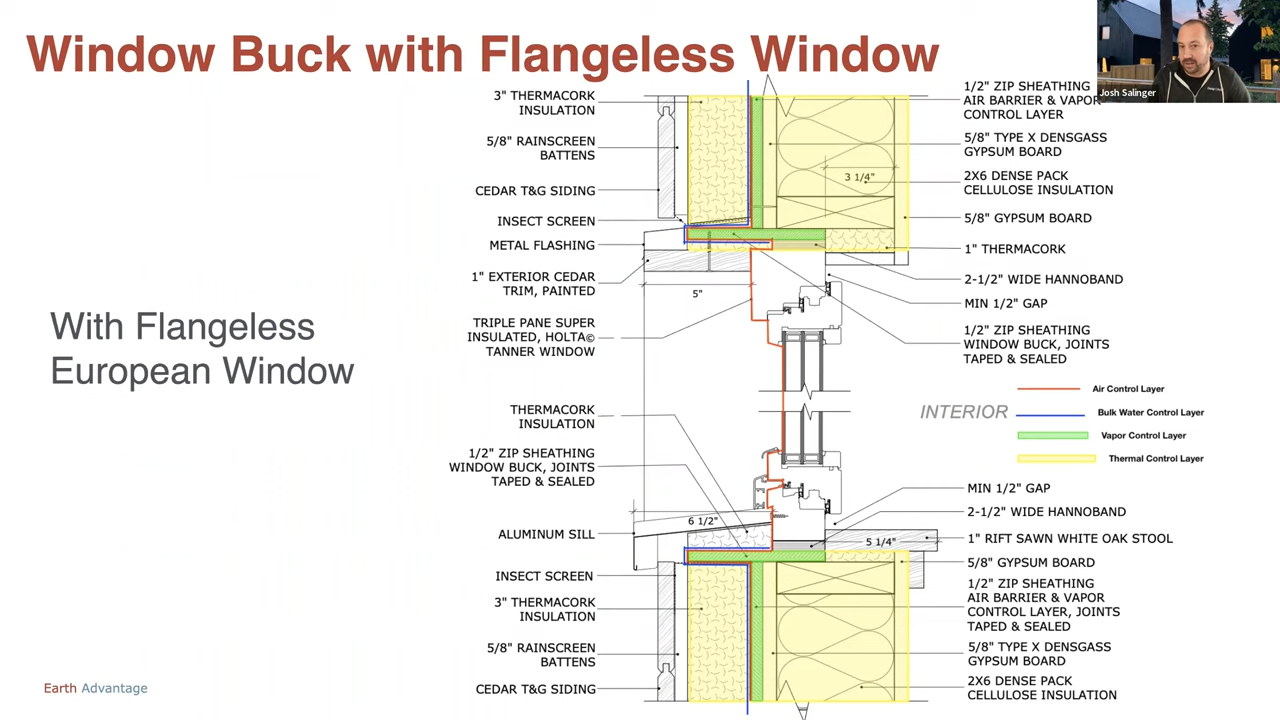 Window Buck with Flangeless Window
Josh Salinger
With Flangeless
European Window
3" THERMACORK
INSULATION
5/8" RAINSCREEN
BATTENS
CEDAR T&G SIDING
INSECT SCREEN
METAL FLASHING
1" EXTERIOR CEDAR
TRIM, PAINTED
TRIPLE PANE SUPER
INSULATED, HOLTA©
TANNER WINDOW
THERMACORK
INSULATION
1/2" ZIP SHEATHING
WINDOW BUCK, JOINTS
TAPED & SEALED
ALUMINUM SILL
INSECT SCREEN
3" THERMACORK
INSULATION
5/8" RAINSCREEN
BATTENS
CEDAR T&G SIDING
3 1/4"
5"
6 1/2"
5 1/4"
1/2" ZIP SHEATHING
AIR BARRIER & VAPOR
CONTROL LAYER
5/8" TYPE X DENSGASS
GYPSUM BOARD
2X6 DENSE PACK
CELLULOSE INSULATION
5/8" GYPSUM BOARD
1" THERMACORK
2-1/2" WIDE HANNOBAND
MIN 1/2" GAP
1/2" ZIP SHEATHING
WINDOW BUCK, JOINTS
TAPED & SEALED
INTERIOR
Air Control Layer
Bulk Water Control Layer
Vapor Control Layer
Thermal Control Layer
MIN 1/2" GAP
2-1/2" WIDE HANNOBAND
1" RIFT SAWN WHITE OAK STOOL
5/8" GYPSUM BOARD
1/2" ZIP SHEATHING
AIR BARRIER & VAPOR
CONTROL LAYER, JOINTS
TAPED & SEALED
5/8" TYPE X DENSGASS
GYPSUM BOARD
2X6 DENSE PACK
CELLULOSE INSULATION
Earth Advantage